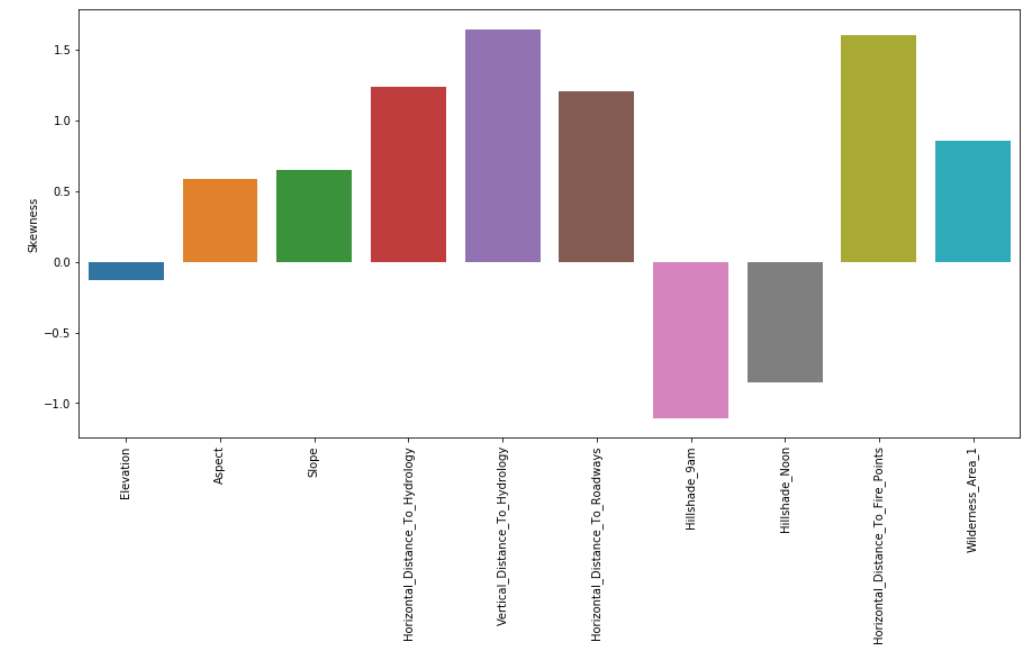 1.5
1.0
0.5
0.0
−0.5
−1.0
Skewness
Elevation
Aspect
Slope
Horizontal_Distance_To_Hydrology
Vertical_Distance_To_Hydrology
Horizontal_Distance_To_Roadways
Hillshade_9am
Hillshade_Noon
Horizontal_Distance_To_Fire_Points
Wilderness_Area_1